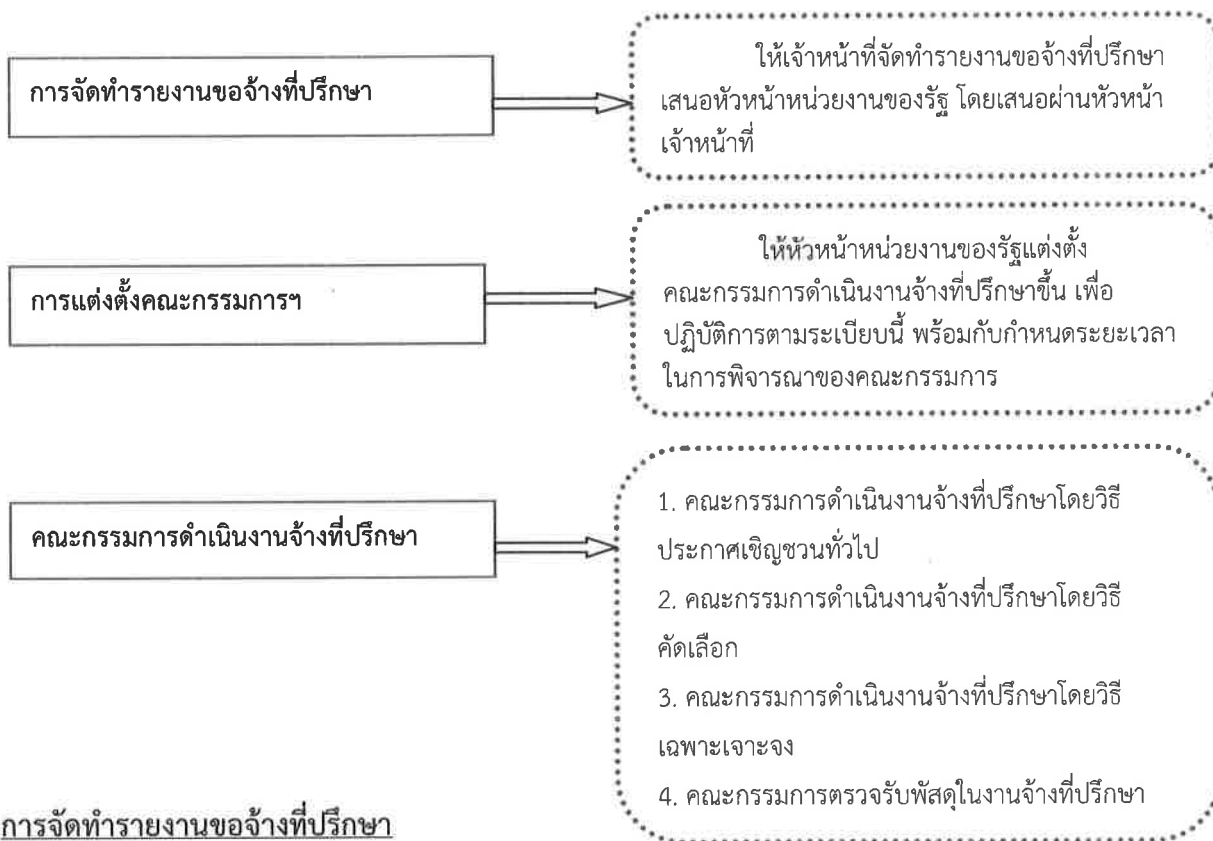 การจัดทำรายงานขอจ้างที่ปรึกษา
ให้เจ้าหน้าที่จัดทำรายงานขอจ้างที่ปรึกษา
เสนอหัวหน้าหน่วยงานของรัฐ โดยเสนอผ่านหัวหน้า
เจ้าหน้าที่
การแต่งตั้งคณะกรรมการฯ
ให้หัวหน้าหน่วยงานของรัฐแต่งตั้ง
คณะกรรมการดำเนินงานจ้างที่ปรึกษาขึ้น เพื่อ
ปฏิบัติการตามระเบียบนี้ พร้อมกับกำหนดระยะเวลา
ในการพิจารณาของคณะกรรมการ
คณะกรรมการดำเนินงานจ้างที่ปรึกษา
1. คณะกรรมการดำเนินงานจ้างที่ปรึกษาโดยวิธี
ประกาศเชิญชวนทั่วไป
2. คณะกรรมการดำเนินงานจ้างที่ปรึกษาโดยวิธี
คัดเลือก
3. คณะกรรมการดำเนินงานจ้างที่ปรึกษาโดยวิธี
เฉพาะเจาะจง
4. คณะกรรมการตรวจรับพัสดุในงานจ้างที่ปรึกษา
การจัดทำรายงานขอจ้างที่ปรึกษา